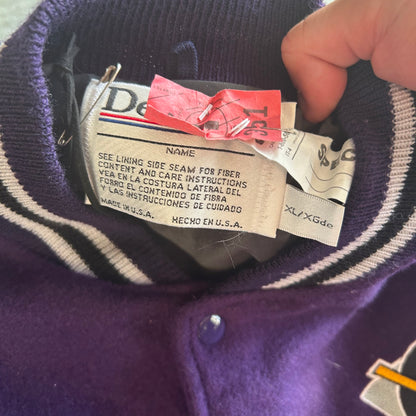 De
NAME
SEE LINING SIDE SEAM FOR FIBER
CONTENT AND CARE INSTRUCTIONS
VEA EN LA COSTURA LATERAL DEL
FORRO EL CONTENIDO DE FIBRA
Y LAS INSTRUCCIONES DE CUIDADO
MADE IN U.S.A. HECHO EN U.S.A.
XL/XGde